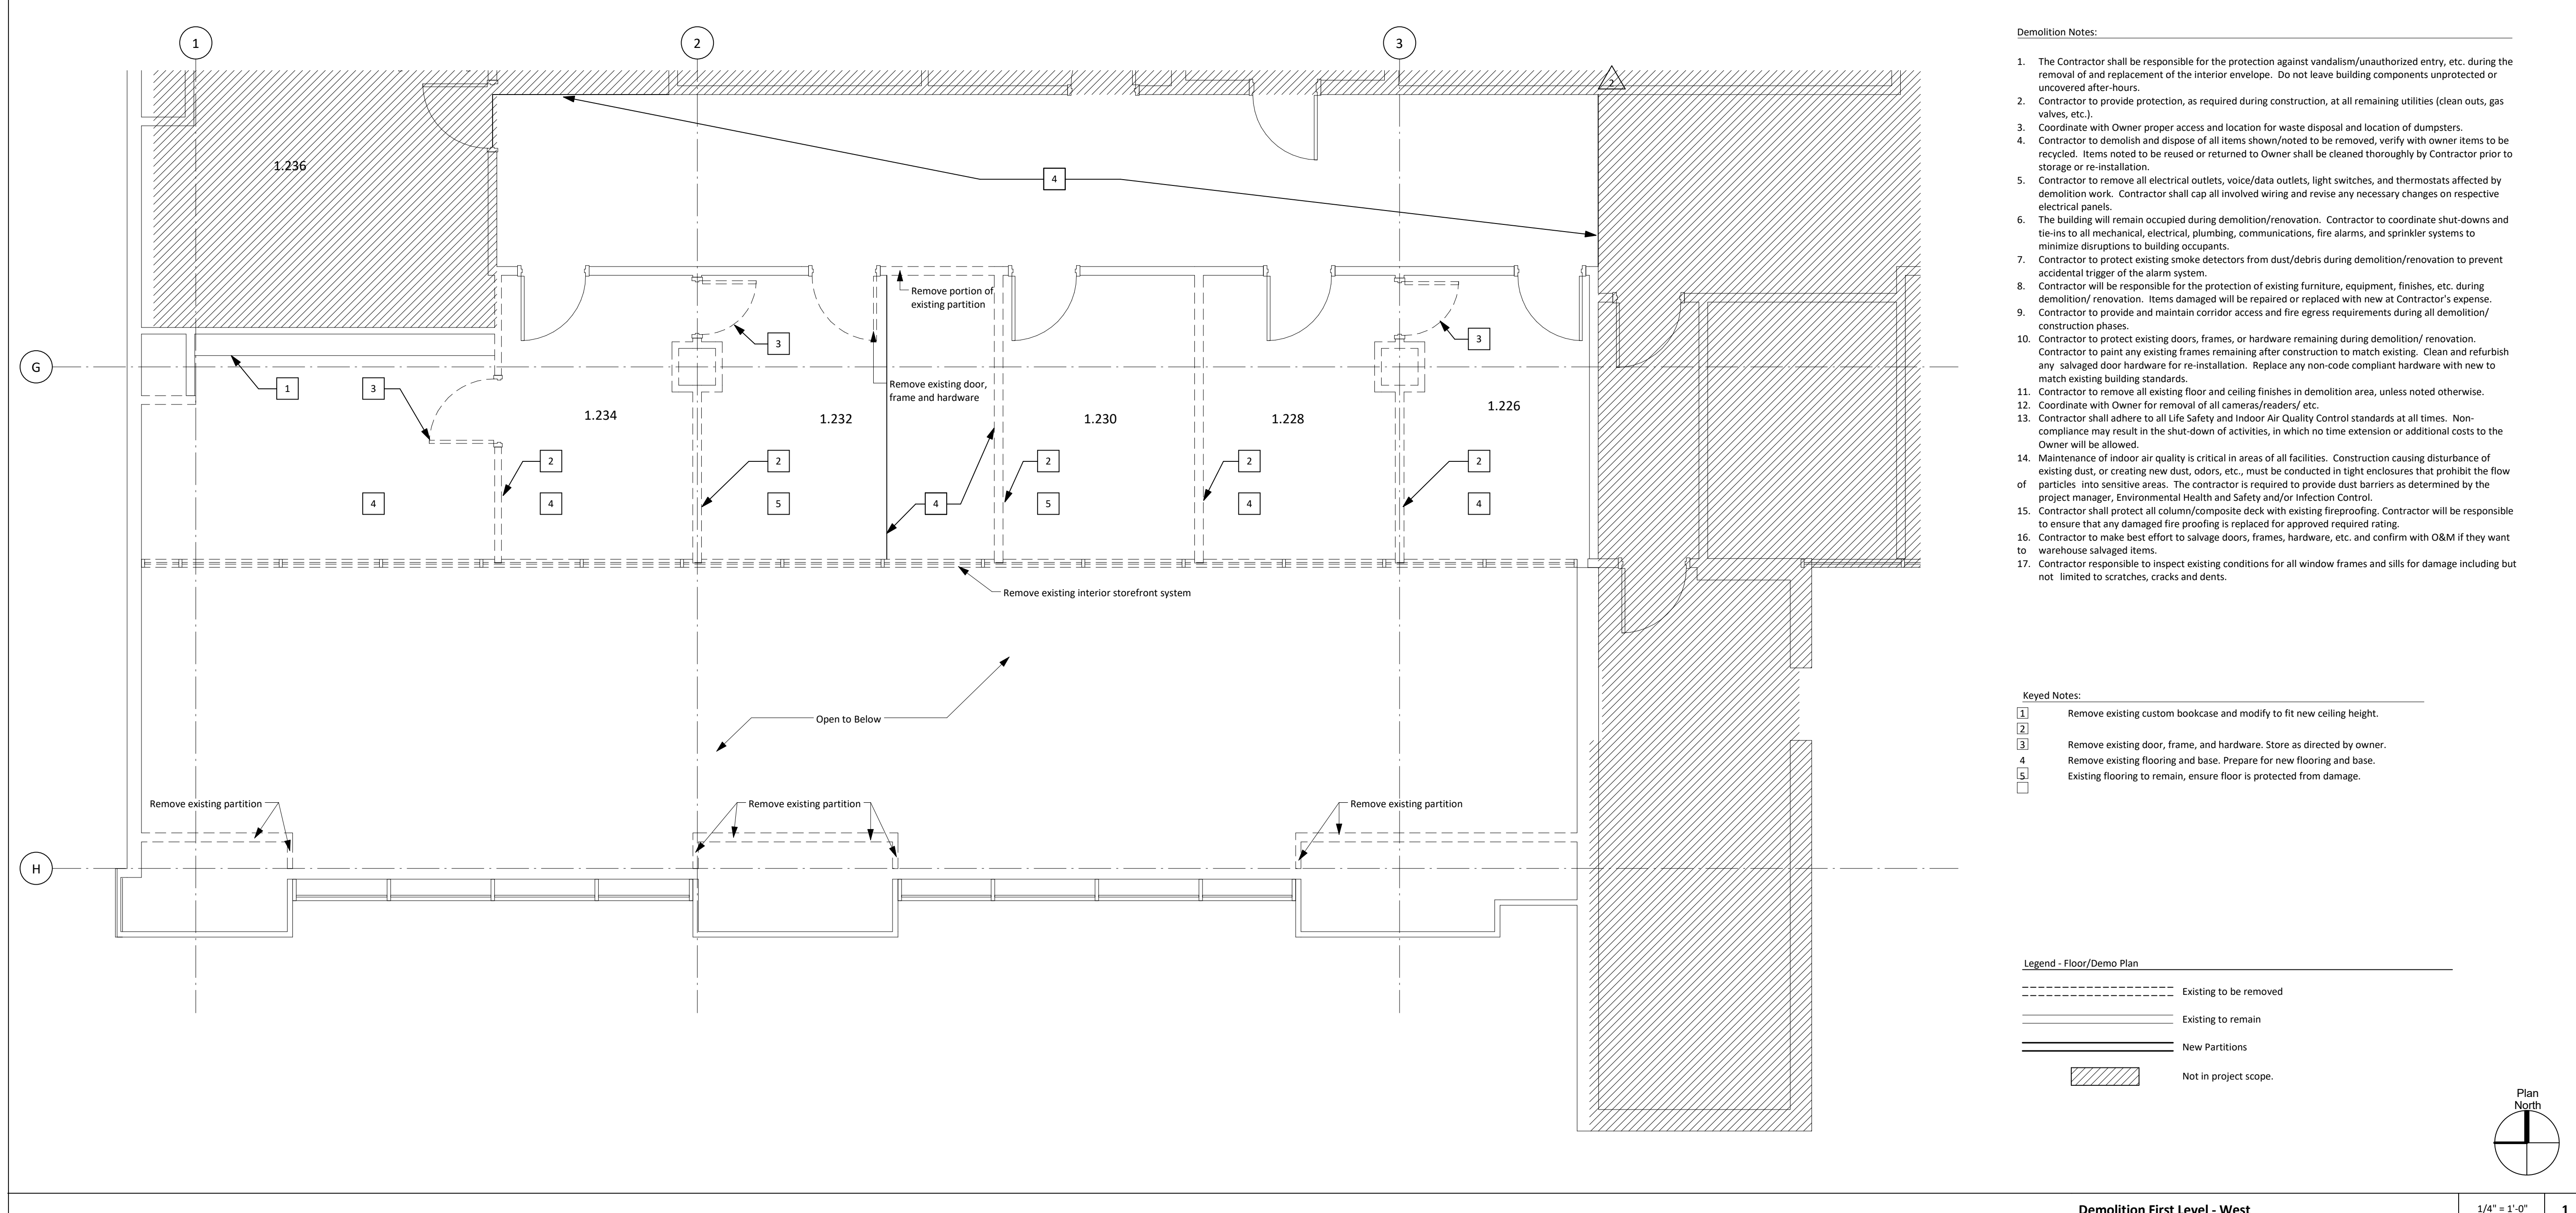 1
2
3
2
1.236
4
Remove portion of
existing partition
3
3
G
1
3
Remove existing door,
frame and hardware
1.234
1.232
1.230
1.228
1.226
2
2
2
2
2
4
4
5
4
5
4
4
Remove existing interior storefront system
Open to Below
Remove existing partition
Remove existing partition
Remove existing partition
H
Demolition Notes:
1. The Contractor shall be responsible for the protection against vandalism/unauthorized entry, etc. during the
removal of and replacement of the interior envelope. Do not leave building components unprotected or
uncovered after-hours.
2. Contractor to provide protection, as required during construction, at all remaining utilities (clean outs, gas
valves, etc.).
3. Coordinate with Owner proper access and location for waste disposal and location of dumpsters.
4. Contractor to demolish and dispose of all items shown/noted to be removed, verify with owner items to be
recycled. Items noted to be reused or returned to Owner shall be cleaned thoroughly by Contractor prior to
storage or re-installation.
5. Contractor to remove all electrical outlets, voice/data outlets, light switches, and thermostats affected by
demolition work. Contractor shall cap all involved wiring and revise any necessary changes on respective
electrical panels.
6. The building will remain occupied during demolition/renovation. Contractor to coordinate shut-downs and
tie-ins to all mechanical, electrical, plumbing, communications, fire alarms, and sprinkler systems to
minimize disruptions to building occupants.
7. Contractor to protect existing smoke detectors from dust/debris during demolition/renovation to prevent
accidental trigger of the alarm system.
8. Contractor will be responsible for the protection of existing furniture, equipment, finishes, etc. during
demolition/ renovation. Items damaged will be repaired or replaced with new at Contractor's expense.
9. Contractor to provide and maintain corridor access and fire egress requirements during all demolition/
construction phases.
10. Contractor to protect existing doors, frames, or hardware remaining during demolition/ renovation.
Contractor to paint any existing frames remaining after construction to match existing. Clean and refurbish
any salvaged door hardware for re-installation. Replace any non-code compliant hardware with new to
match existing building standards.
11. Contractor to remove all existing floor and ceiling finishes in demolition area, unless noted otherwise.
12. Coordinate with Owner for removal of all cameras/readers/ etc.
13. Contractor shall adhere to all Life Safety and Indoor Air Quality Control standards at all times. Non-
compliance may result in the shut-down of activities, in which no time extension or additional costs to the
Owner will be allowed.
14. Maintenance of indoor air quality is critical in areas of all facilities. Construction causing disturbance of
existing dust, or creating new dust, odors, etc., must be conducted in tight enclosures that prohibit the flow
of particles into sensitive areas. The contractor is required to provide dust barriers as determined by the
project manager, Environmental Health and Safety and/or Infection Control.
15. Contractor shall protect all column/composite deck with existing fireproofing. Contractor will be responsible
to ensure that any damaged fire proofing is replaced for approved required rating.
16. Contractor to make best effort to salvage doors, frames, hardware, etc. and confirm with O&M if they want
to warehouse salvaged items.
17. Contractor responsible to inspect existing conditions for all window frames and sills for damage including but
not limited to scratches, cracks and dents.
Keyed Notes:
1 Remove existing custom bookcase and modify to fit new ceiling height.
2
3 Remove existing door, frame, and hardware. Store as directed by owner.
4 Remove existing flooring and base. Prepare for new flooring and base.
5 Existing flooring to remain, ensure floor is protected from damage.
Legend - Floor/Demo Plan
Existing to be removed
Existing to remain
New Partitions
Not in project scope.
Plan
North
Demolition First Level - West
1/4" = 1'-0"
1